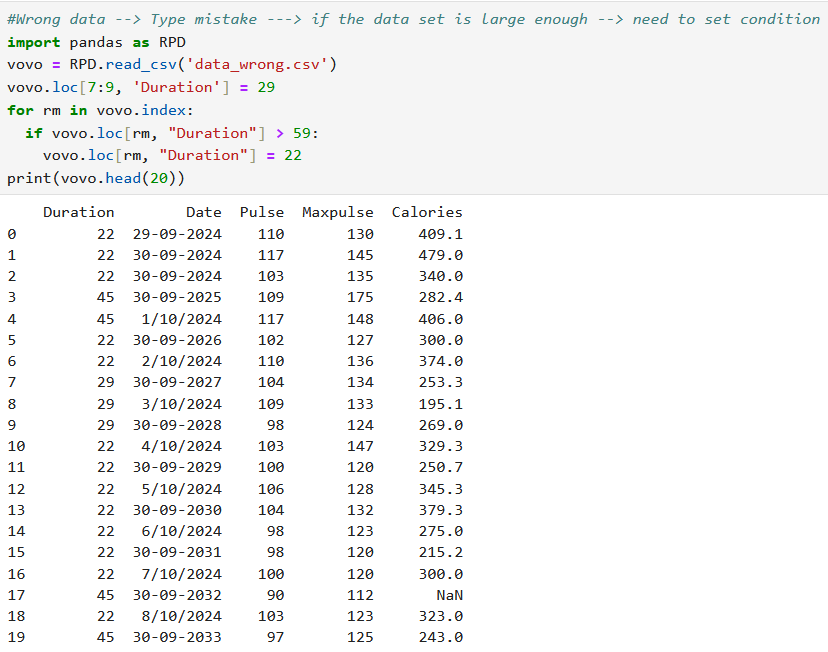 #Wrong data --> Type mistake ---> if the data set is large enough --> need to set condition
import pandas as RPD
vovo = RPD.read_csv('data_wrong.csv')
vovo.loc[7:9, 'Duration'] = 29
for rm in vovo.index:
  if vovo.loc[rm, "Duration"] > 59:
    vovo.loc[rm, "Duration"] = 22
print(vovo.head(20))
    Duration        Date  Pulse  Maxpulse  Calories
0         22  29-09-2024    110       130     409.1
1         22  30-09-2024    117       145     479.0
2         22  30-09-2024    103       135     340.0
3         45  30-09-2025    109       175     282.4
4         45   1/10/2024    117       148     406.0
5         22  30-09-2026    102       127     300.0
6         22   2/10/2024    110       136     374.0
7         29  30-09-2027    104       134     253.3
8         29   3/10/2024    109       133     195.1
9         29  30-09-2028     98       124     269.0
10        22   4/10/2024    103       147     329.3
11        22  30-09-2029    100       120     250.7
12        22   5/10/2024    106       128     345.3
13        22  30-09-2030    104       132     379.3
14        22   6/10/2024     98       123     275.0
15        22  30-09-2031     98       120     215.2
16        22   7/10/2024    100       120     300.0
17        45  30-09-2032     90       112       NaN
18        22   8/10/2024    103       123     323.0
19        45  30-09-2033     97       125     243.0